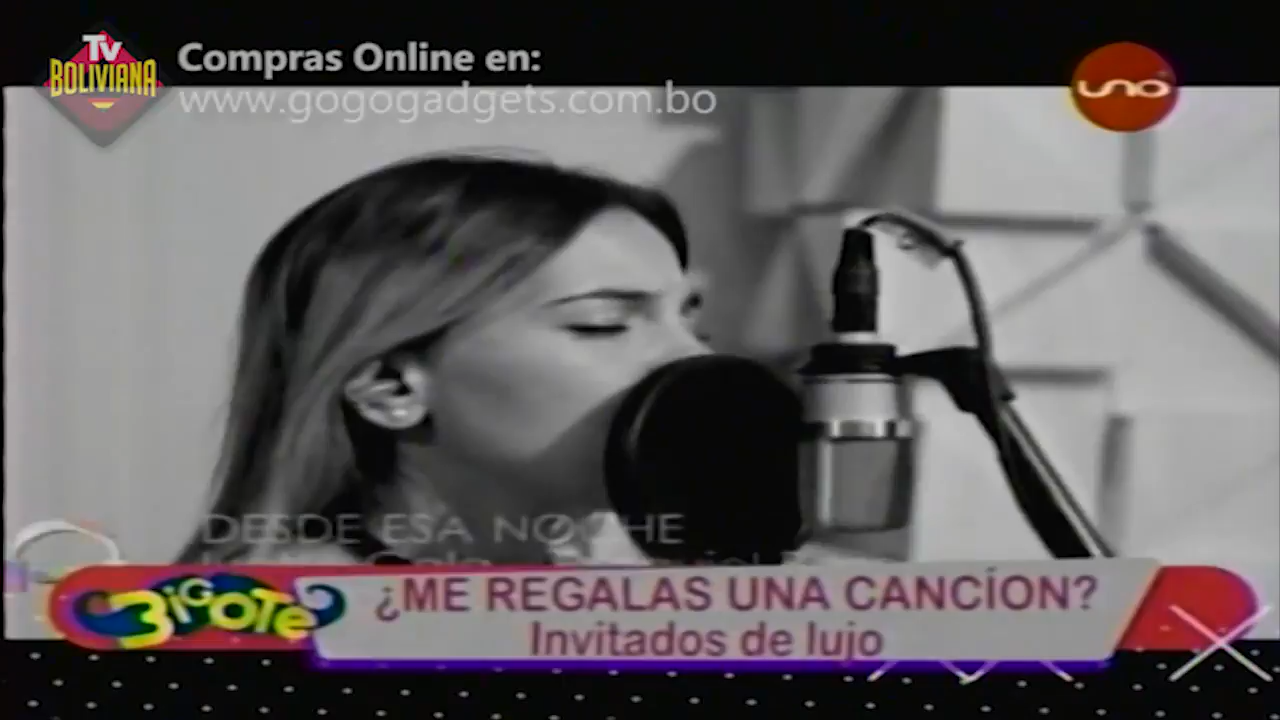 TV
BOLIVIANA
Compras Online en:
www.gogogadgets.com.bo
uno
DESDE ESA NOCHE
BIGOTE
¿ME REGALAS UNA CANCÍON?
Invitados de lujo